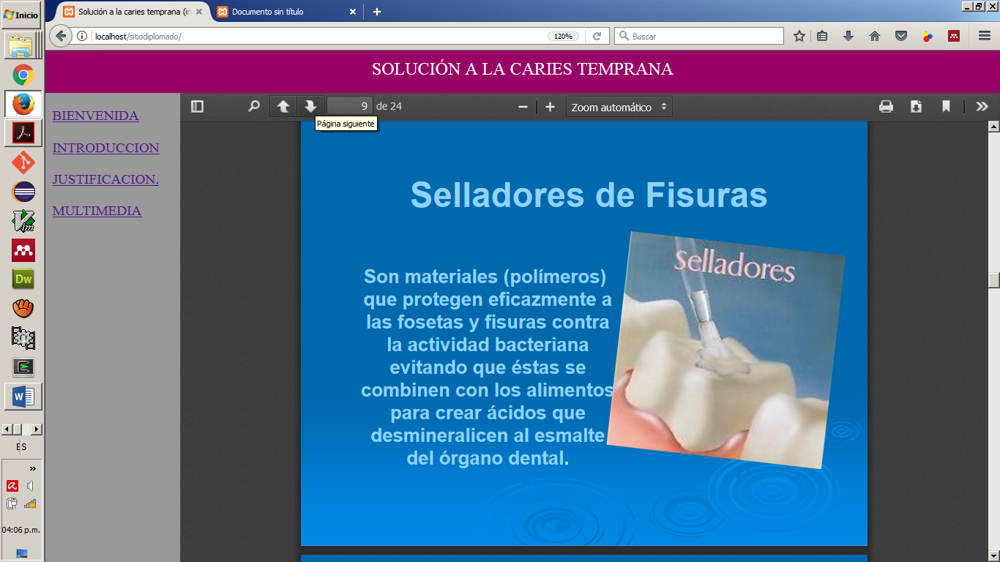 Inicio
Solución a la caries temprana (in
Documento sin título
localhost/sitiodiplomado/
120%
Buscar
SOLUCIÓN A LA CARIES TEMPRANA
BIENVENIDA
INTRODUCCION
JUSTIFICACION.
MULTIMEDIA
9 de 24
Zoom automático
Página siguiente
Selladores de Fisuras
selladores
Son materiales (polímeros)
que protegen eficazmente a
las fosetas y fisuras contra
la actividad bacteriana
evitando que éstas se
combinen con los alimentos
para crear ácidos que
desmineralicen al esmalte
del órgano dental.
Vim
Dw
W
ES
04:06 p.m.